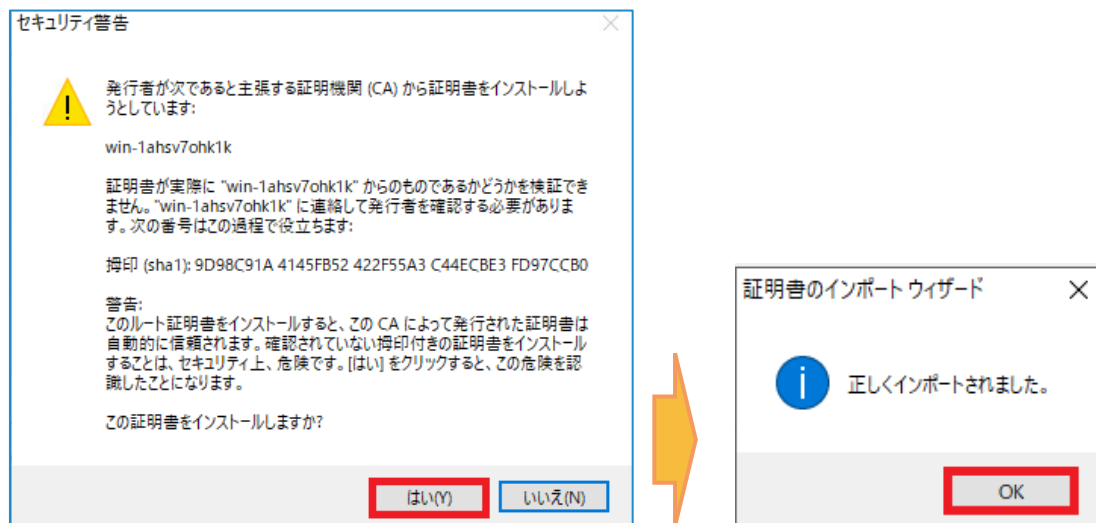 セキュリティ警告
発行者が次であると主張する証明機関 (CA) から証明書をインストールしよ
うとしています:
win-1ahsv7ohk1k
証明書が実際に "win-1ahsv7ohk1k" からのものであるかどうかを検証でき
ません。"win-1ahsv7ohk1k" に連絡して発行者を確認する必要がありま
す。次の番号はこの過程で役立ちます:
拇印 (sha1): 9D98C91A 4145FB52 422F55A3 C44ECBE3 FD97CCB0
警告:
このルート証明書をインストールすると、この CA によって発行された証明書は
自動的に信頼されます。確認されていない拇印付きの証明書をインストール
することは、セキュリティ上、危険です。[はい] をクリックすると、この危険を認
識したことになります。
この証明書をインストールしますか?
はい(Y)
いいえ(N)
証明書のインポート ウィザード
正しくインポートされました。
OK